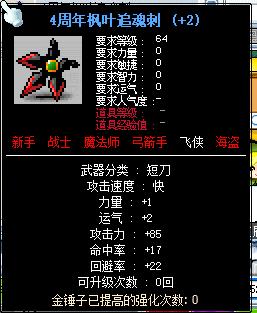 4周年枫叶追魂刺 (+2)
要求等级: 64
要求力量: 0
要求敏捷: 0
要求智力: 0
要求运气: 0
要求人气度: -
道具等级: -
道具经验值: -
新手 战士 魔法师 弓箭手 飞侠 海盗
武器分类 : 短刀
攻击速度 : 快
力量 : +1
运气 : +2
攻击力 : +85
命中率 : +17
回避率 : +22
可升级次数 : 0回
金锤子已提高的强化次数: 0